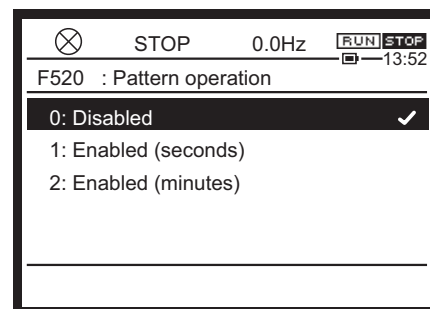 STOP 0.0Hz RUN STOP
13:52
F520 : Pattern operation
0: Disabled
1: Enabled (seconds)
2: Enabled (minutes)